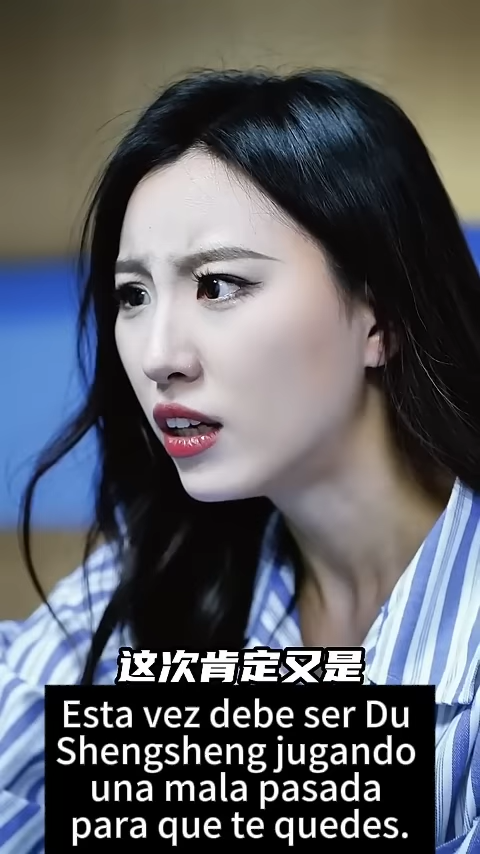 这次肯定又是
Esta vez debe ser Du
Shengsheng jugando
una mala pasada
para que te quedes.